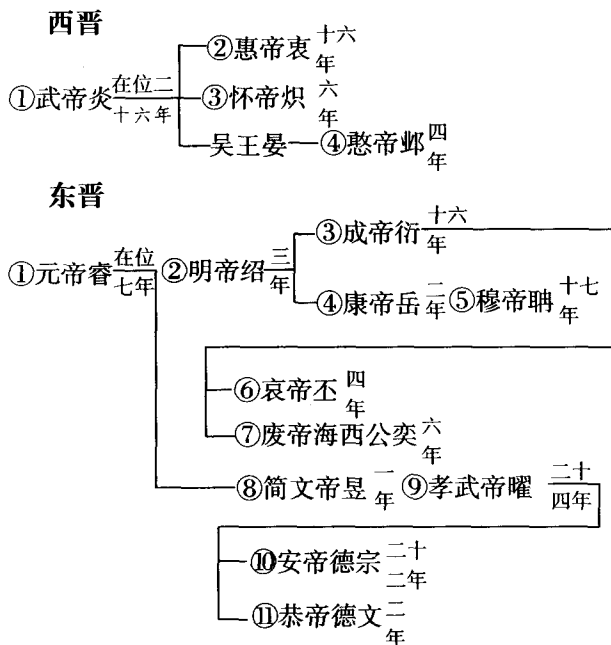 西晋
②惠帝衷 十六年
①武帝炎 在位二十六年
③怀帝炽 六年
吴王晏 ④愍帝邺 四年
东晋
③成帝衍 十六年
①元帝睿 在位七年 ②明帝绍 三年
④康帝岳 二年 ⑤穆帝聃 十七年
⑥哀帝丕 四年
⑦废帝海西公奕 六年
⑧简文帝昱 一年 ⑨孝武帝曜 二十四年
⑩安帝德宗 二十二年
⑪恭帝德文 二年